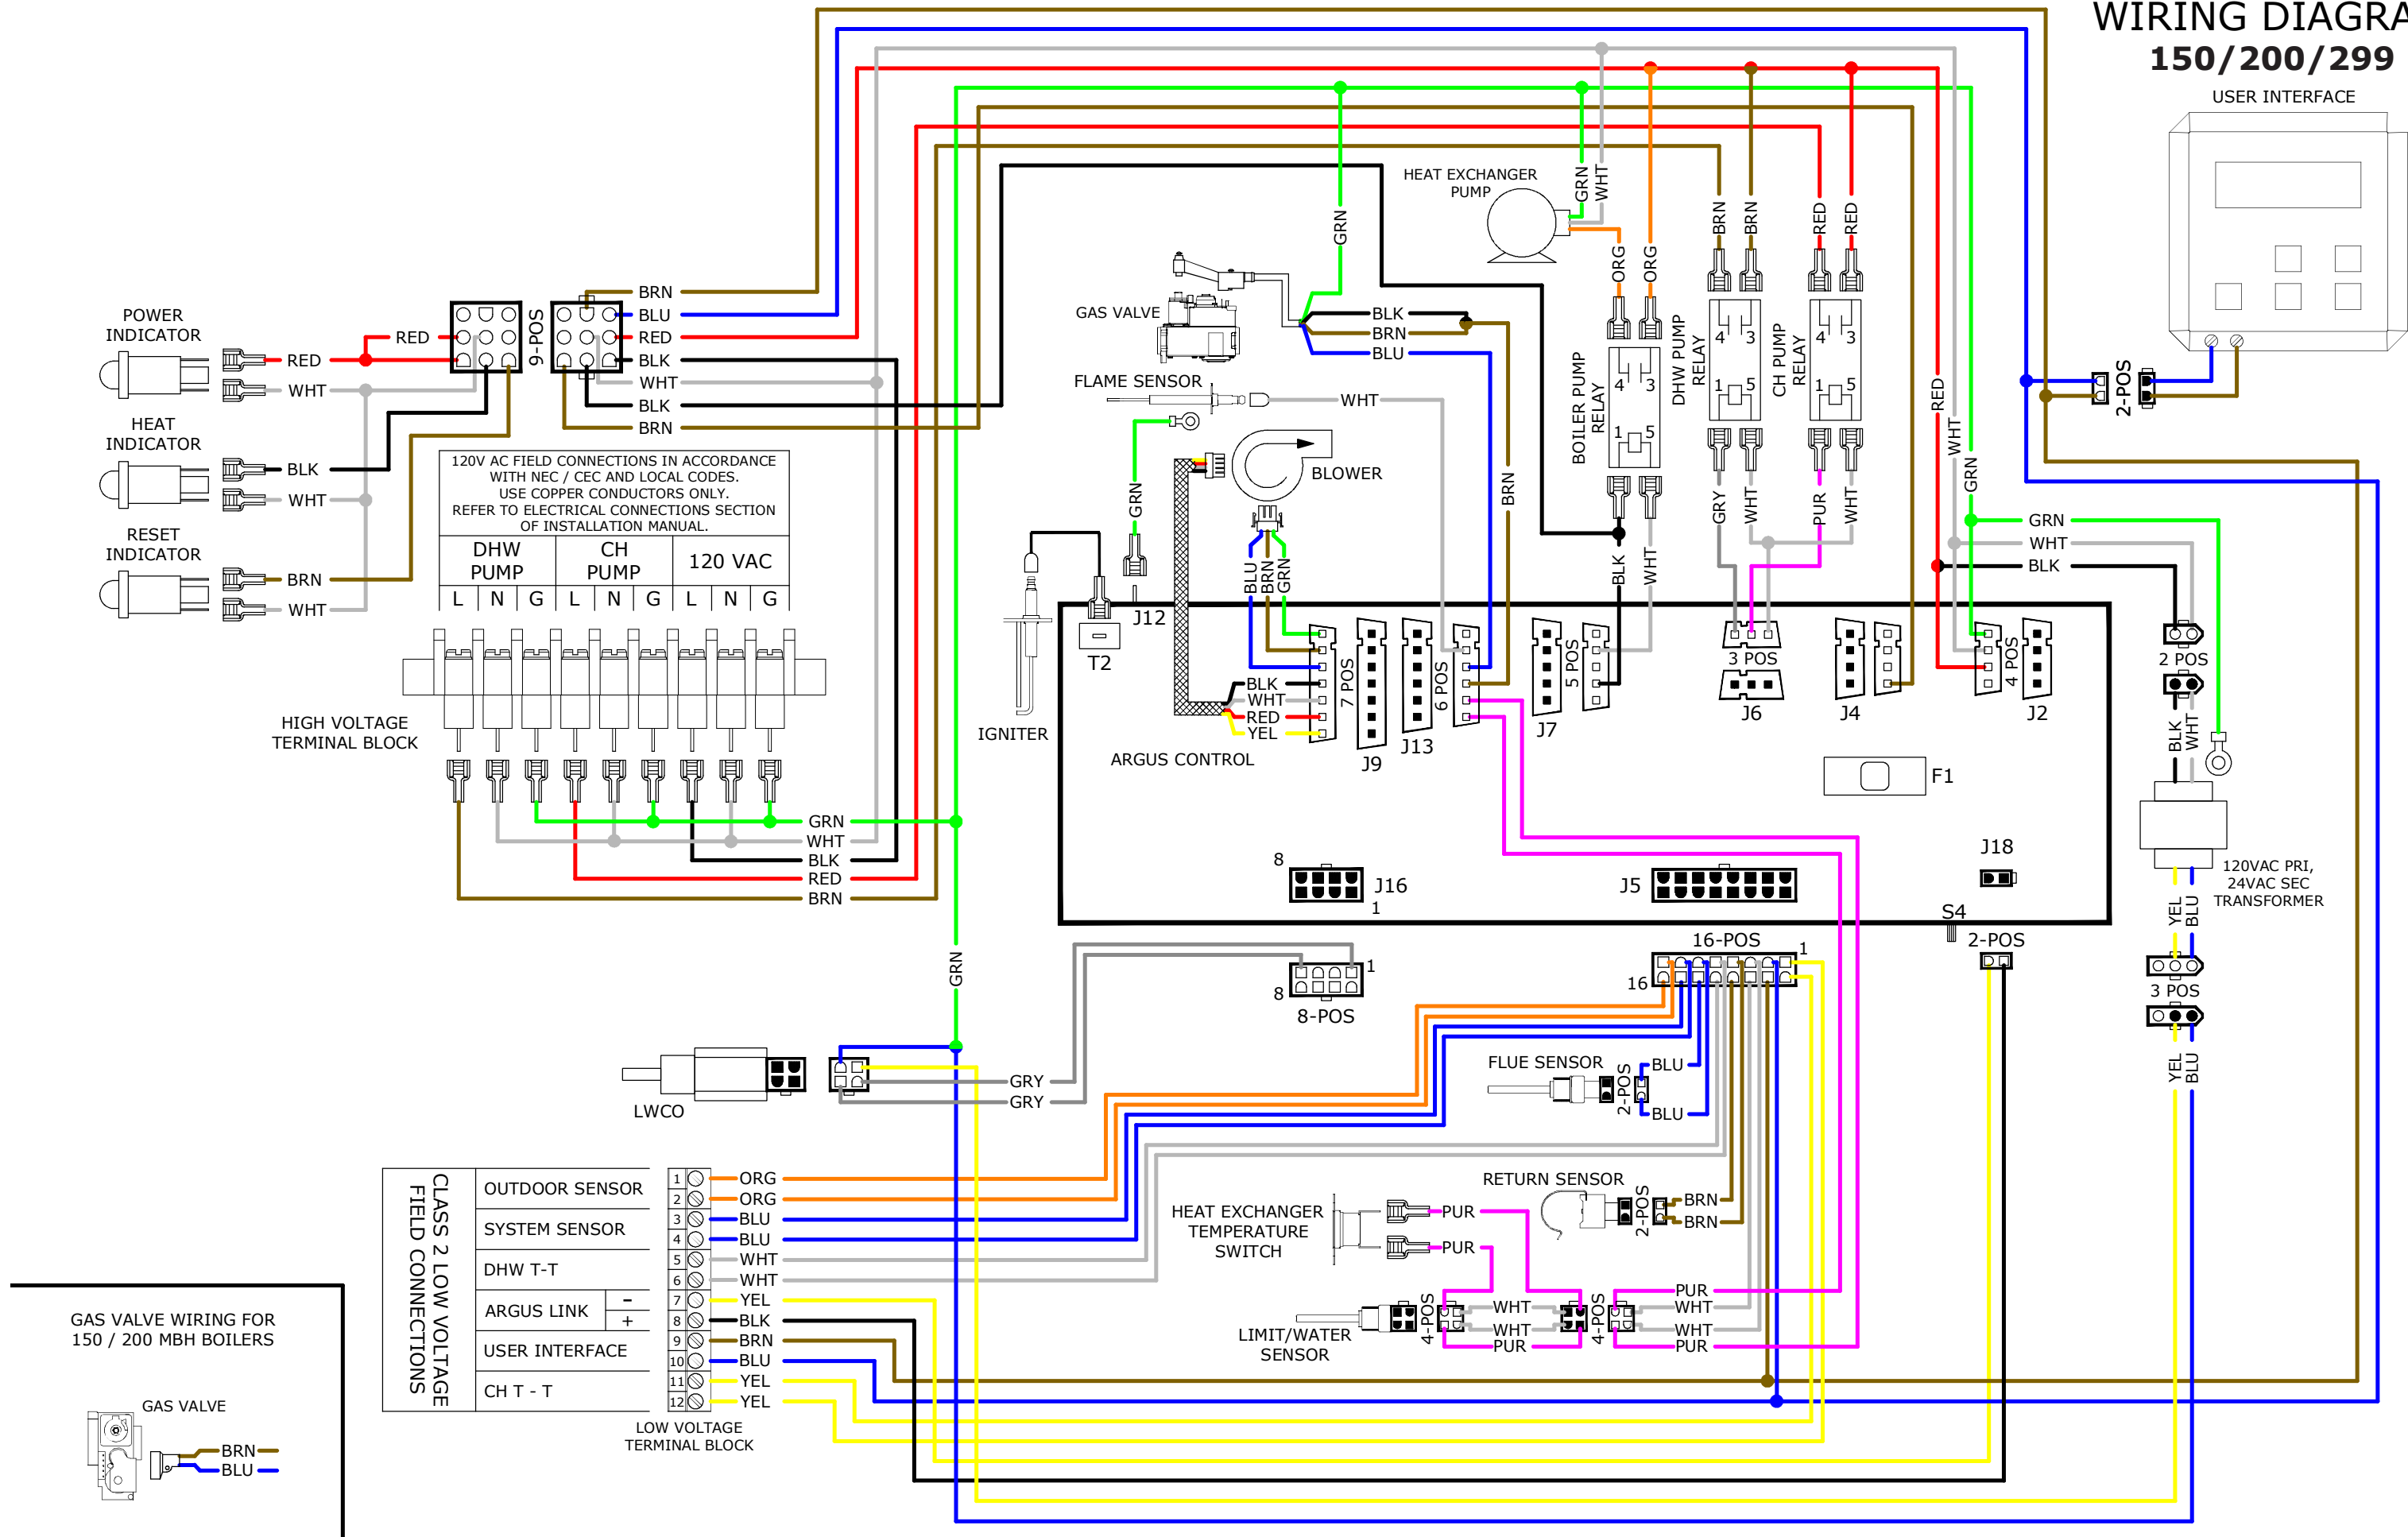 WIRING DIAGRA
150/200/299
USER INTERFACE
POWER
INDICATOR
RED
RED
WHT
HEAT
INDICATOR
BLK
WHT
RESET
INDICATOR
BRN
WHT
9-POS
BRN
BLU
RED
BLK
WHT
BLK
BRN
120V AC FIELD CONNECTIONS IN ACCORDANCE
WITH NEC / CEC AND LOCAL CODES.
USE COPPER CONDUCTORS ONLY.
REFER TO ELECTRICAL CONNECTIONS SECTION
OF INSTALLATION MANUAL.
DHW
PUMP
CH
PUMP
120 VAC
L N G L N G L N G
HIGH VOLTAGE
TERMINAL BLOCK
GRN
WHT
BLK
RED
BRN
GRN
HEAT EXCHANGER
PUMP
GRN
WHT
GRN
ORG
ORG
BRN
BRN
RED
RED
GAS VALVE
BLK
BRN
BLU
FLAME SENSOR
WHT
BLOWER
GRN
BRN
BLU
BRN
GRN
IGNITER
J12
T2
BOILER PUMP
RELAY
4 3
1 5
DHW PUMP
RELAY
4 3
1 5
CH PUMP
RELAY
4 3
1 5
BLK
WHT
GRY
WHT
PUR
WHT
RED
WHT
GRN
2-POS
GRN
WHT
BLK
BLK
WHT
RED
YEL
7 POS
J9
J13
6 POS
J7
5 POS
3 POS
J6
J4
4 POS
J2
ARGUS CONTROL
F1
2 POS
BLK
WHT
120VAC PRI,
24VAC SEC
TRANSFORMER
YEL
BLU
3 POS
YEL
BLU
8
J16
1
J5
J18
S4
2-POS
16-POS
1
16
1
8
8-POS
LWCO
GRY
GRY
FLUE SENSOR
2-POS
BLU
BLU
RETURN SENSOR
2-POS
BRN
BRN
HEAT EXCHANGER
TEMPERATURE
SWITCH
PUR
PUR
LIMIT/WATER
SENSOR
4-POS
WHT
WHT
PUR
4-POS
PUR
WHT
WHT
PUR
CLASS 2 LOW VOLTAGE
FIELD CONNECTIONS
OUTDOOR SENSOR
SYSTEM SENSOR
DHW T-T
ARGUS LINK
-
+
USER INTERFACE
CH T - T
1 ORG
2 ORG
3 BLU
4 BLU
5 WHT
6 WHT
7 YEL
8 BLK
9 BRN
10 BLU
11 YEL
12 YEL
LOW VOLTAGE
TERMINAL BLOCK
GAS VALVE WIRING FOR
150 / 200 MBH BOILERS
GAS VALVE
BRN
BLU